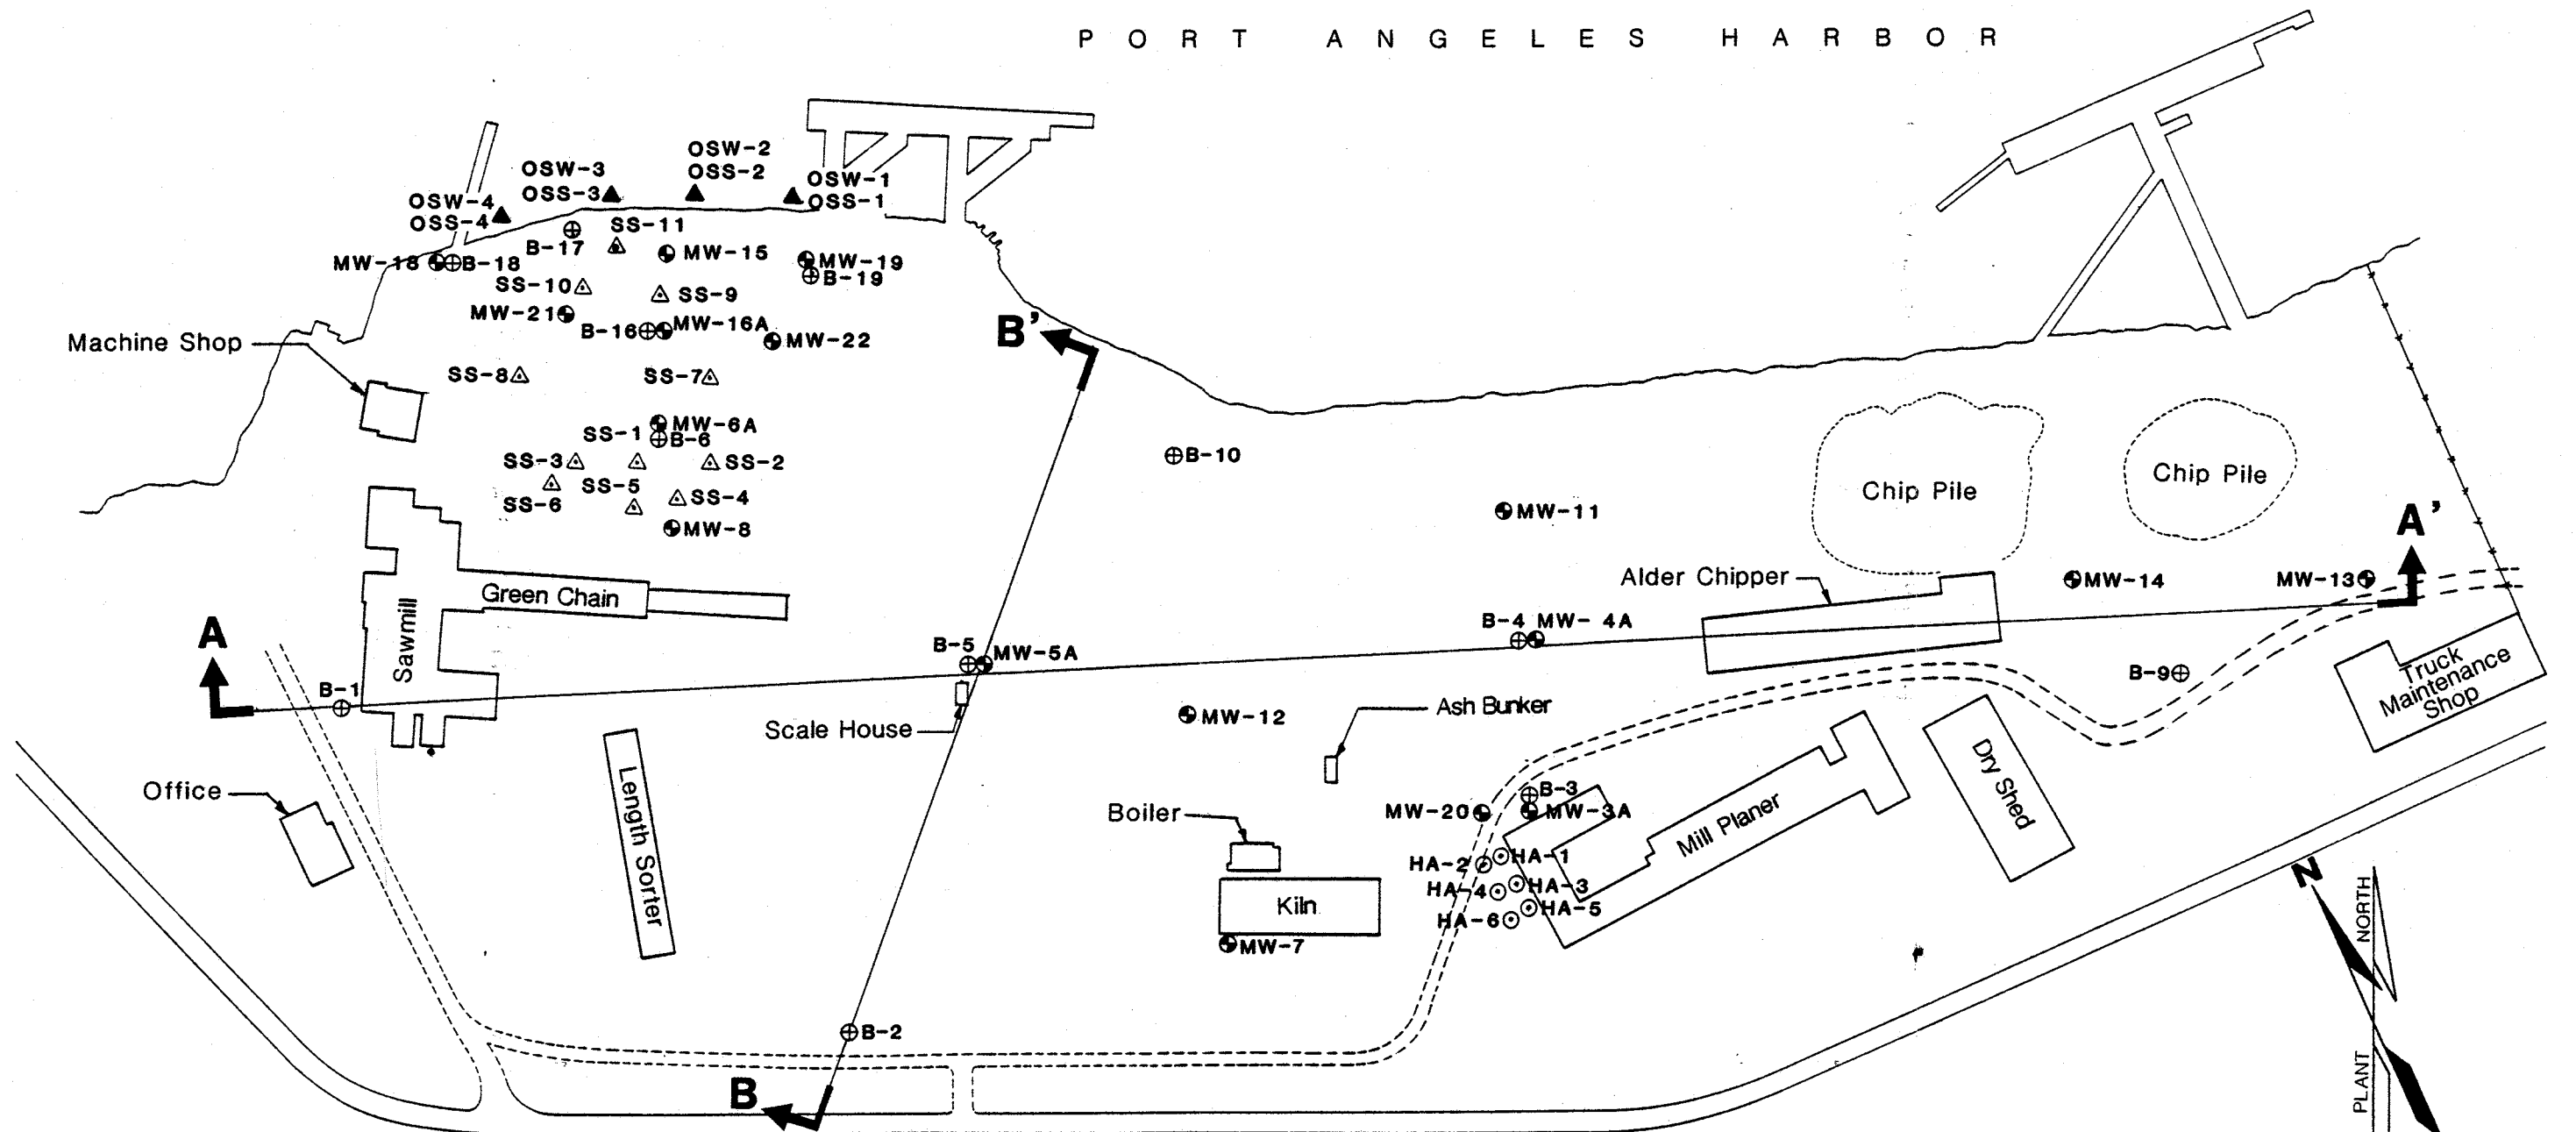 PORT ANGELES HARBOR
OSW-2
OSS-2
OSW-3
OSS-3
OSW-1
OSS-1
OSW-4
OSS-4
SS-11
B-17
MW-15
MW-18
B-18
MW-19
B-19
SS-10
SS-9
MW-21
B-16
MW-16A
MW-22
B'
Machine Shop
SS-8
SS-7
MW-6A
SS-1
B-6
B-10
SS-3
SS-2
SS-5
SS-4
SS-6
MW-8
MW-11
Chip Pile
Chip Pile
A'
Alder Chipper
MW-14
MW-13
Green Chain
Sawmill
A
B-4
MW- 4A
B-5
MW-5A
B-1
B-9
Truck
Maintenance
Shop
Scale House
MW-12
Ash Bunker
Office
Length Sorter
Boiler
MW-20
B-3
MW-3A
Mill Planer
Dry Shed
HA-2
HA-1
HA-4
HA-3
HA-6
HA-5
Kiln
MW-7
N
NORTH
PLANT
B-2
B